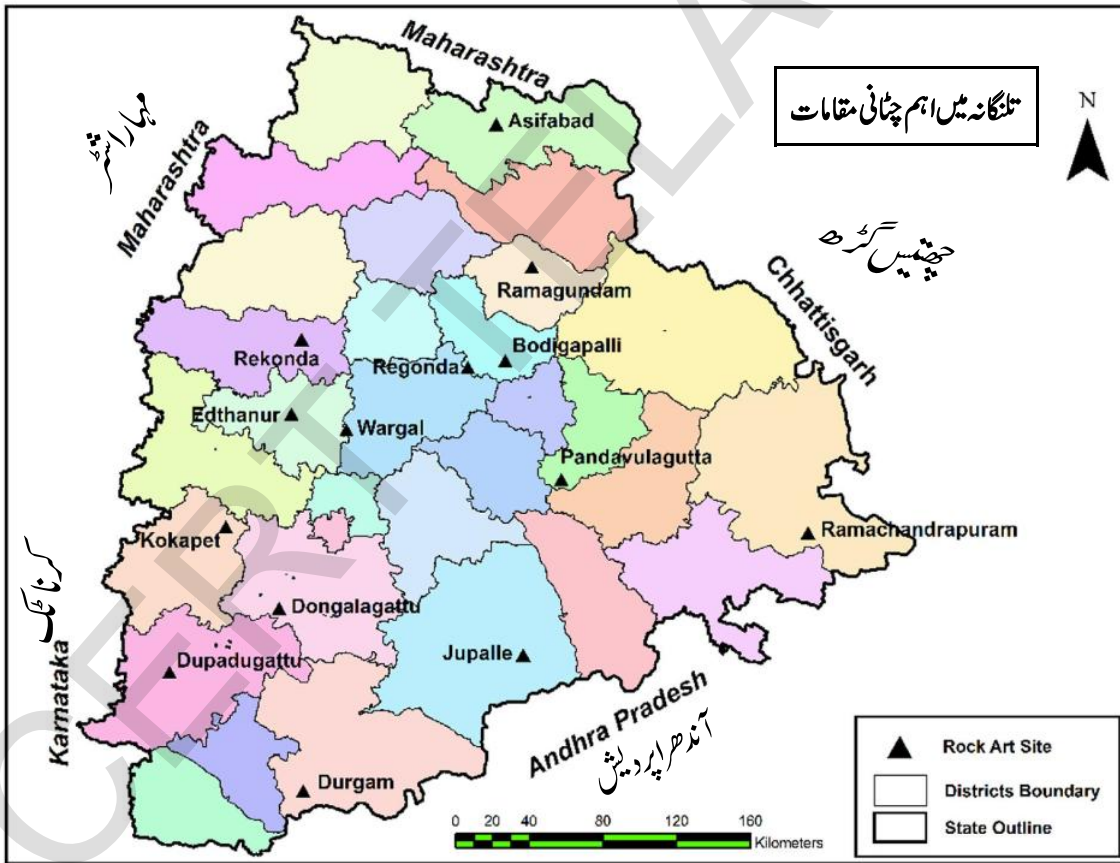 Maharashtra
تلنگانہ میں اہم چٹانی مقامات
N
مہاراشٹر
Maharashtra
Asifabad
چھتیس گڑھ
Chhattisgarh
Ramagundam
Rekonda
Bodigapalli
Regonda
Edthanur
Wargal
Pandavulagutta
Kokapet
Ramachandrapuram
کرناٹک
Karnataka
Dongalagattu
Dupadugattu
Jupalle
Andhra Pradesh
آندھرا پردیش
Durgam
Rock Art Site
Districts Boundary
State Outline
0 20 40 80 120 160
Kilometers